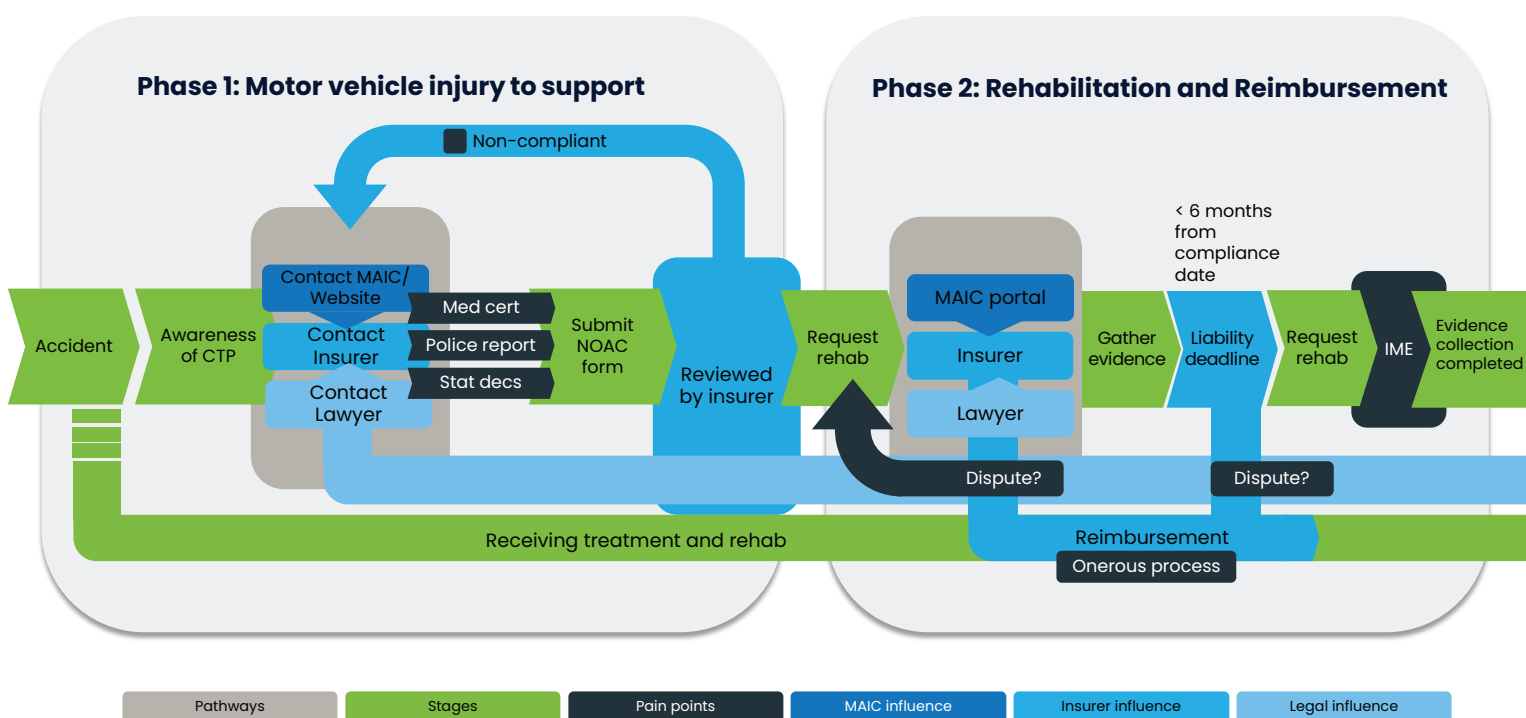 Phase 1: Motor vehicle injury to support
Non-compliant
Accident
Awareness
of CTP
Contact MAIC/
Website
Contact
Insurer
Contact
Lawyer
Med cert
Police report
Stat decs
Submit
NOAC
form
Reviewed
by insurer
Receiving treatment and rehab
Phase 2: Rehabilitation and Reimbursement
Request
rehab
MAIC portal
Insurer
Lawyer
Gather
evidence
< 6 months
from
compliance
date
Liability
deadline
Request
rehab
IME
Evidence
collection
completed
Dispute?
Dispute?
Reimbursement
Onerous process
Pathways
Stages
Pain points
MAIC influence
Insurer influence
Legal influence